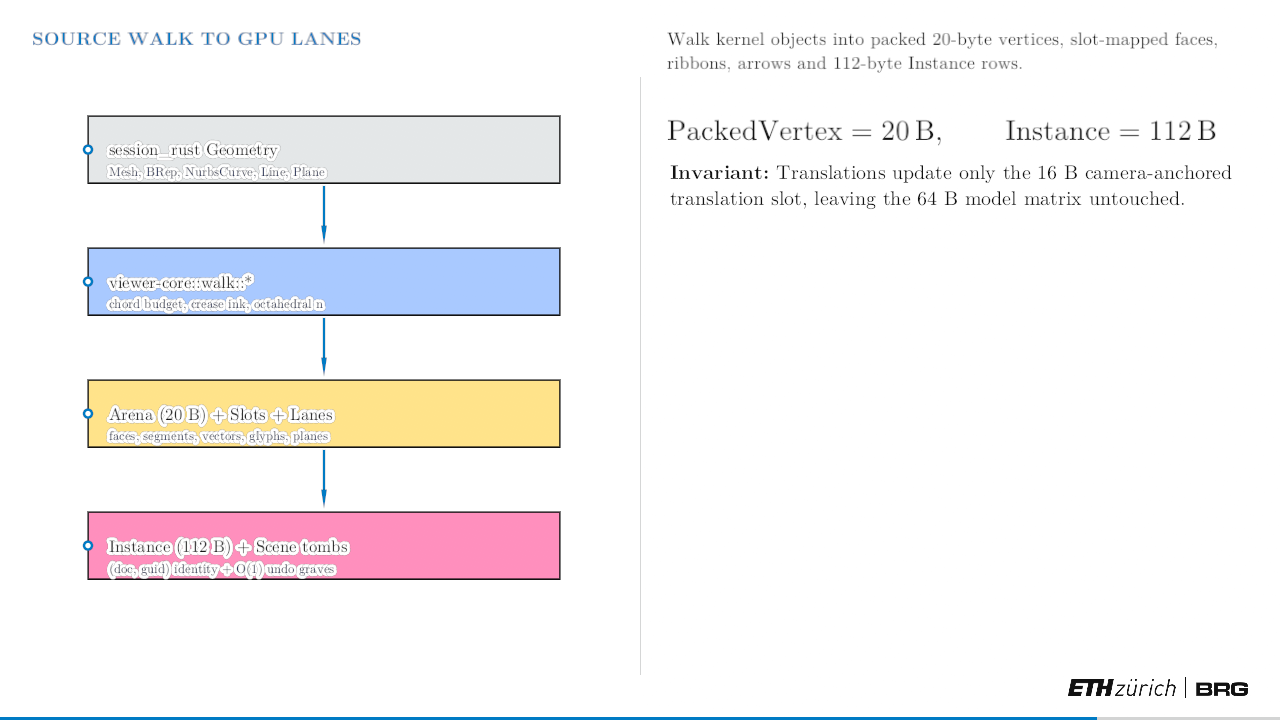 SOURCE WALK TO GPU LANES
Walk kernel objects into packed 20-byte vertices, slot-mapped faces,
ribbons, arrows and 112-byte Instance rows.
session_rust Geometry
Mesh, BRep, NurbsCurve, Line, Plane
viewer-core::walk::*
chord budget, crease ink, octahedral n
Arena (20 B) + Slots + Lanes
faces, segments, vectors, glyphs, planes
Instance (112 B) + Scene tombs
(doc, guid) identity + O(1) undo graves
PackedVertex = 20 B, Instance = 112 B
Invariant: Translations update only the 16 B camera-anchored
translation slot, leaving the 64 B model matrix untouched.
ETH zürich | BRG